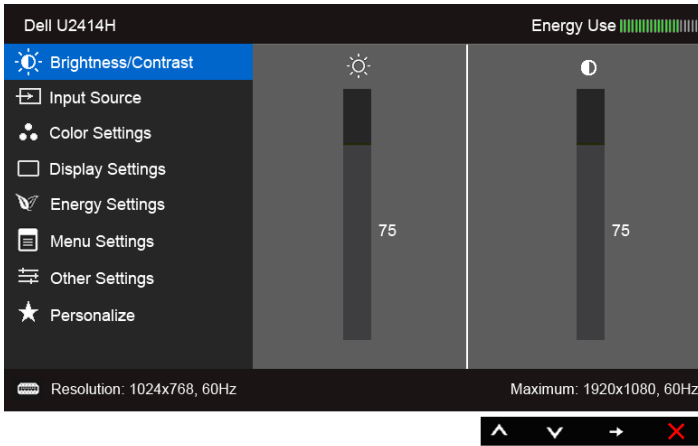 Dell U2414H
Energy Use
Brightness/Contrast
Input Source
Color Settings
Display Settings
Energy Settings
Menu Settings
Other Settings
Personalize
75
75
Resolution: 1024x768, 60Hz
Maximum: 1920x1080, 60Hz